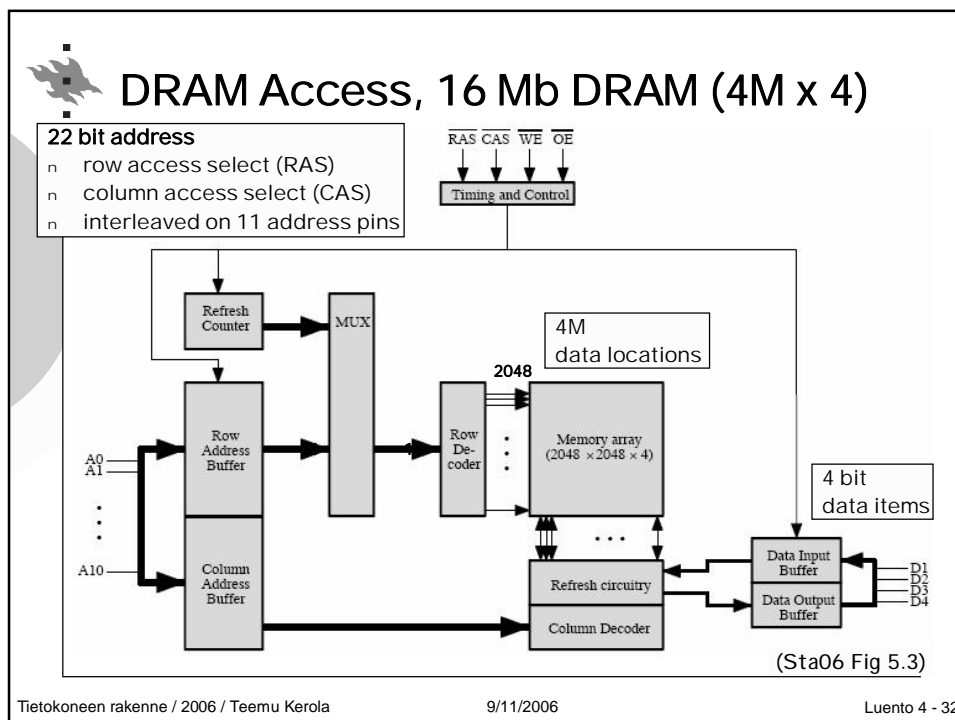 DRAM Access, 16 Mb DRAM (4M x 4)
22 bit address
n row access select (RAS)
n column access select (CAS)
n interleaved on 11 address pins
RAS CAS WE OE
Timing and Control
Refresh
Counter
MUX
4M
data locations
2048
Row
Address
Buffer
Row
De-
coder
Memory array
(2048 × 2048 × 4)
A0
A1
A10
4 bit
data items
Column
Address
Buffer
Refresh circuitry
Column Decoder
Data Input
Buffer
Data Output
Buffer
D1
D2
D3
D4
(Sta06 Fig 5.3)
Tietokoneen rakenne / 2006 / Teemu Kerola 9/11/2006 Luento 4 - 32